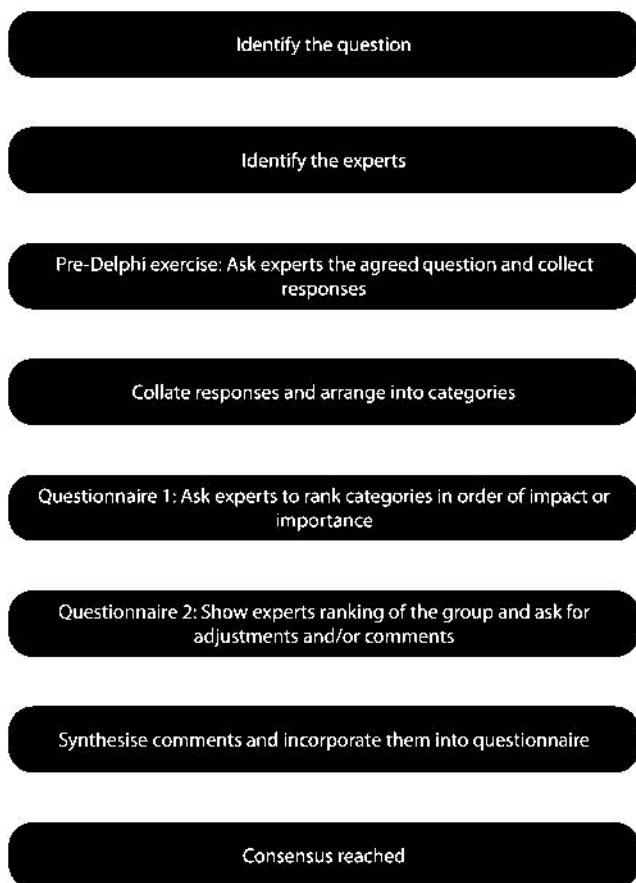 Identify the question
Identify the experts
Pre-Delphi exercise: Ask experts the agreed question and collect
responses
Collate responses and arrange into categories
Questionnaire 1: Ask experts to rank categories in order of impact or
importance
Questionnaire 2: Show experts ranking of the group and ask for
adjustments and/or comments
Synthesise comments and incorporate them into questionnaire
Consensus reached